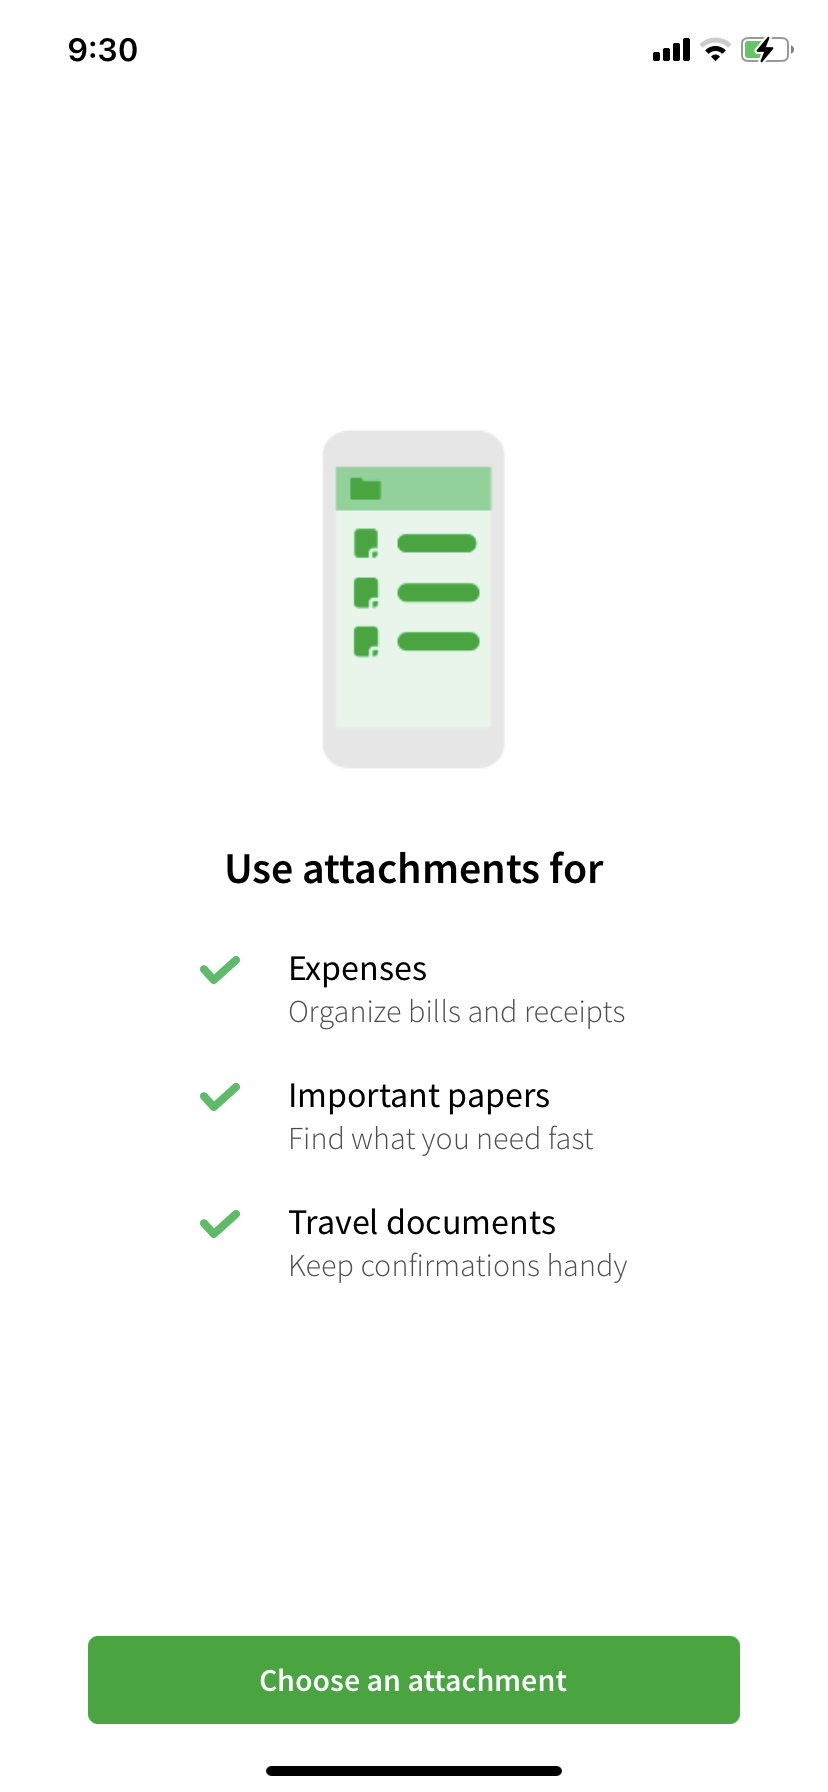 9:30
Use attachments for
Expenses
Organize bills and receipts
Important papers
Find what you need fast
Travel documents
Keep confirmations handy
Choose an attachment